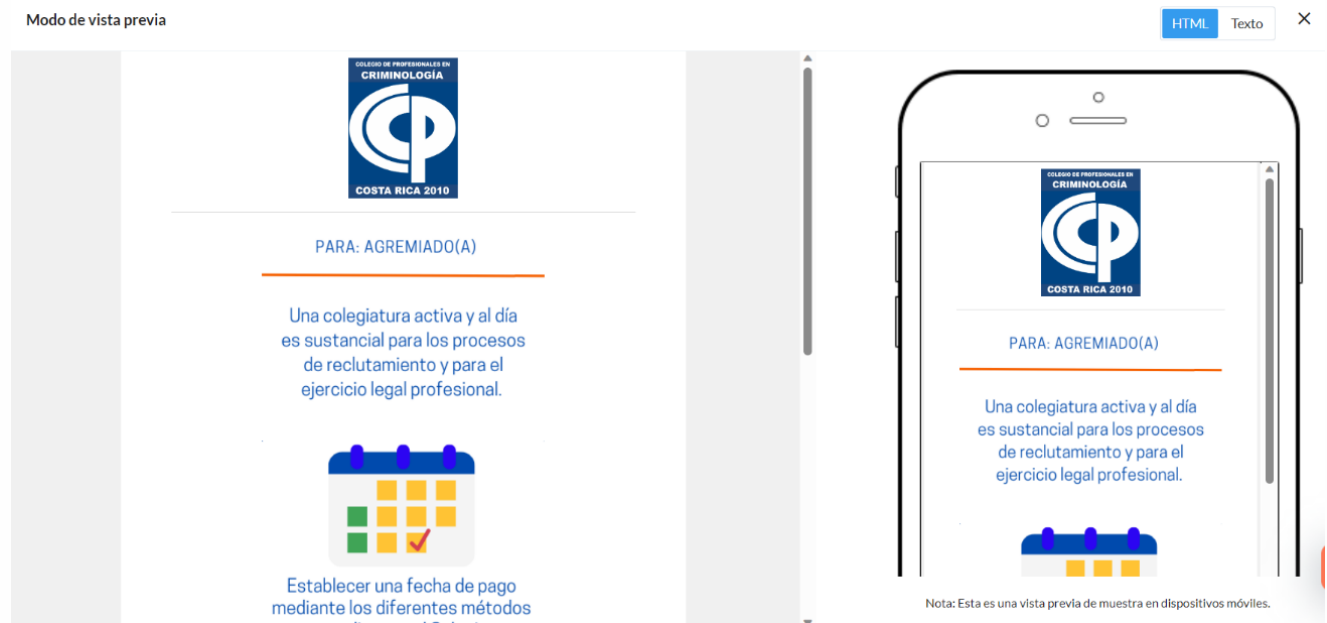 Modo de vista previa
HTML
Texto
COLEGIO DE PROFESIONALES EN
CRIMINOLOGÍA
COSTA RICA 2010
PARA: AGREMIADO(A)
Una colegiatura activa y al día
es sustancial para los procesos
de reclutamiento y para el
ejercicio legal profesional.
Establecer una fecha de pago
mediante los diferentes métodos
COLEGIO DE PROFESIONALES EN
CRIMINOLOGÍA
COSTA RICA 2010
PARA: AGREMIADO(A)
Una colegiatura activa y al día
es sustancial para los procesos
de reclutamiento y para el
ejercicio legal profesional.
Nota: Esta es una vista previa de muestra en dispositivos móviles.